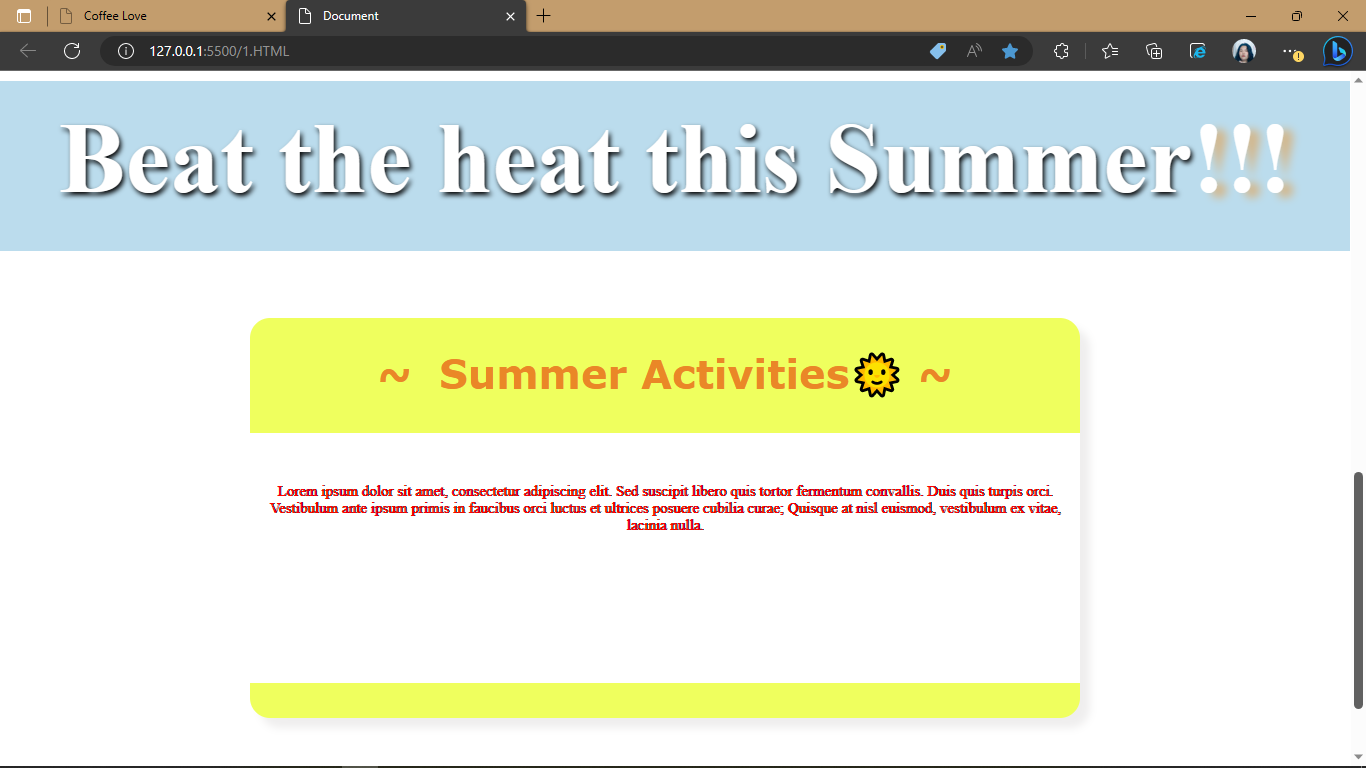 Coffee Love
Document
127.0.0.1:5500/1.HTML
Beat the heat this Summer!!!
~ Summer Activities🌞 ~
Lorem ipsum dolor sit amet, consectetur adipiscing elit. Sed suscipit libero quis tortor fermentum convallis. Duis quis turpis orci.
Vestibulum ante ipsum primis in faucibus orci luctus et ultrices posuere cubilia curae; Quisque at nisl euismod, vestibulum ex vitae,
lacinia nulla.